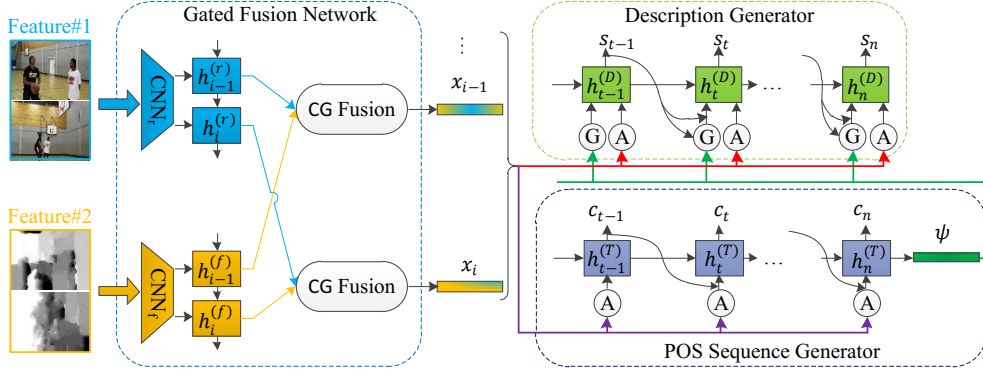 Feature#1
Gated Fusion Network
Description Generator
CNN_r
h_{i-1}^{(r)}
h_i^{(r)}
CG Fusion
⋮
x_{i-1}
s_{t-1}
s_t
s_n
h_{t-1}^{(D)}
h_t^{(D)}
...
h_n^{(D)}
G
A
G
A
G
A
Feature#2
CNN_f
h_{i-1}^{(f)}
h_i^{(f)}
CG Fusion
x_i
c_{t-1}
c_t
c_n
ψ
h_{t-1}^{(T)}
h_t^{(T)}
...
h_n^{(T)}
A
A
A
POS Sequence Generator